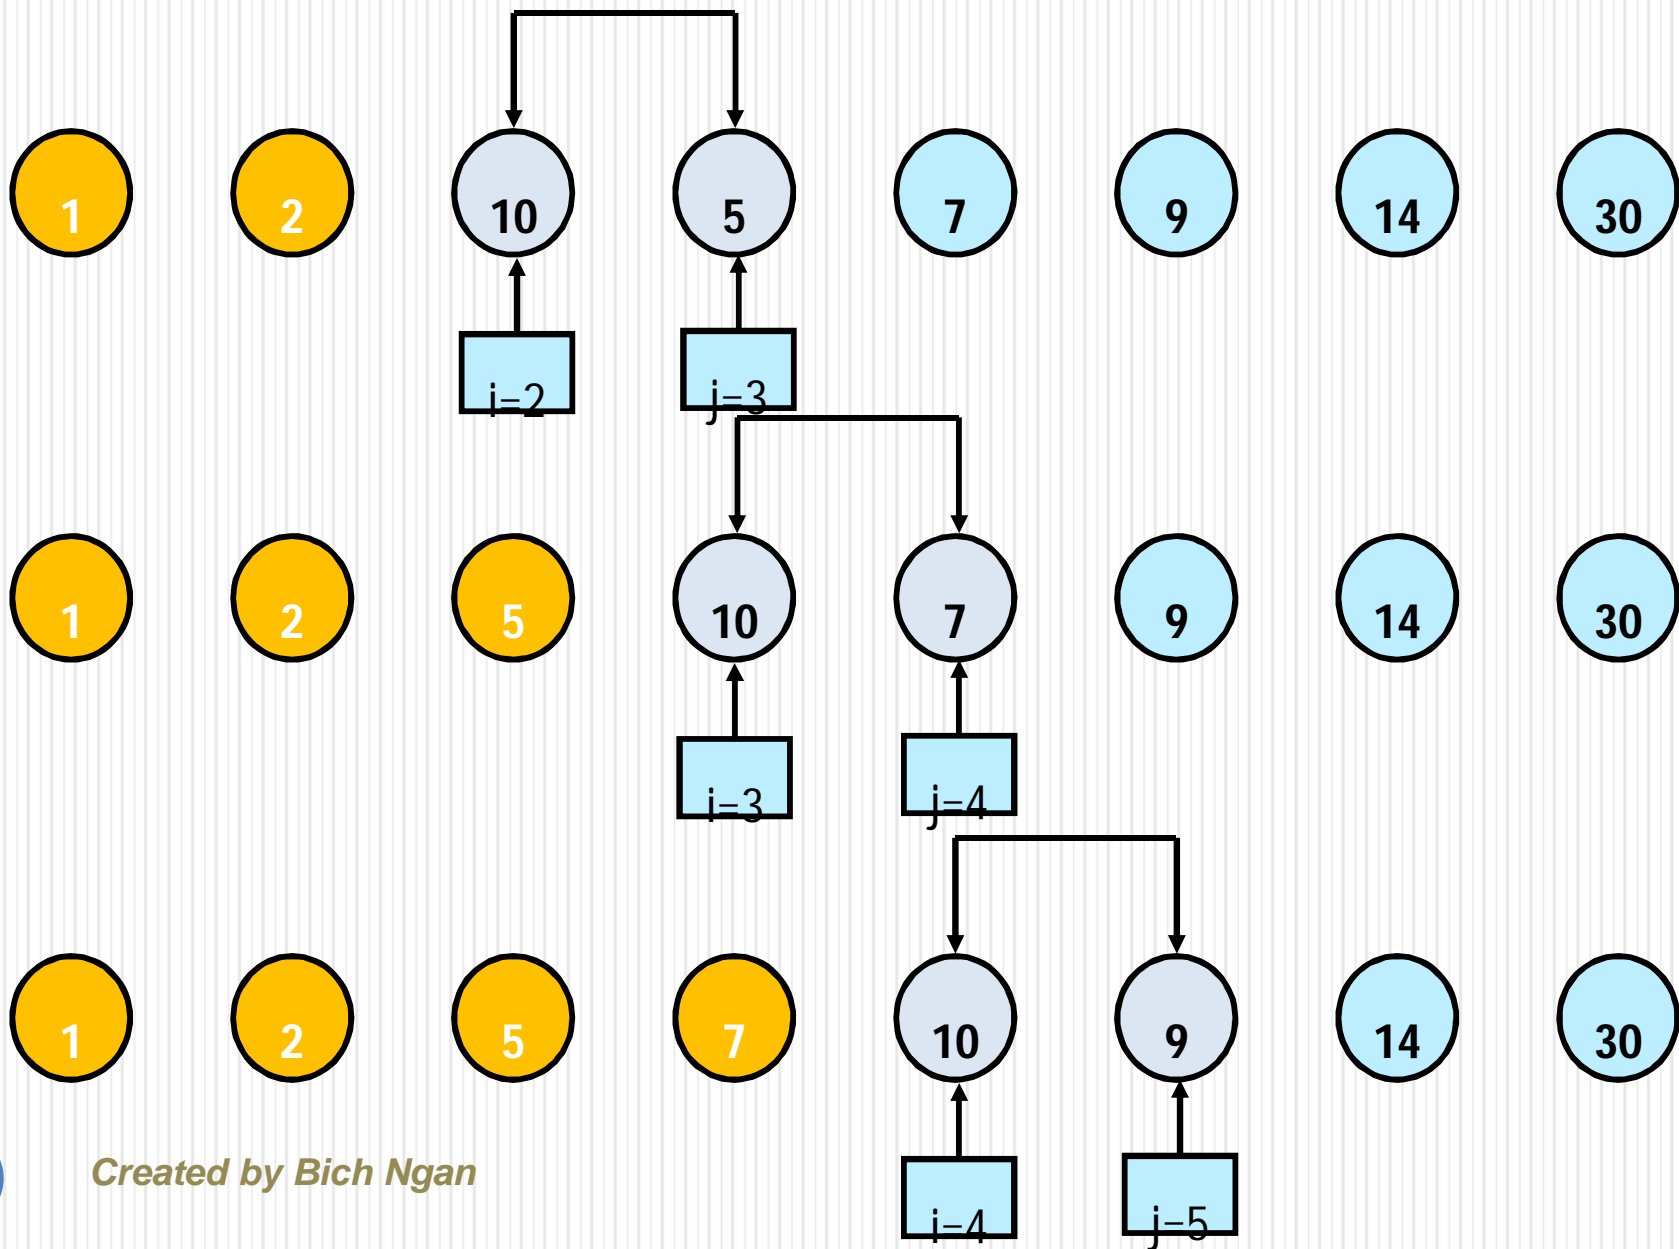 1 2 10 5 7 9 14 30
i=2 j=3
1 2 5 10 7 9 14 30
i=3 j=4
1 2 5 7 10 9 14 30
i=4 j=5
Created by Bich Ngan